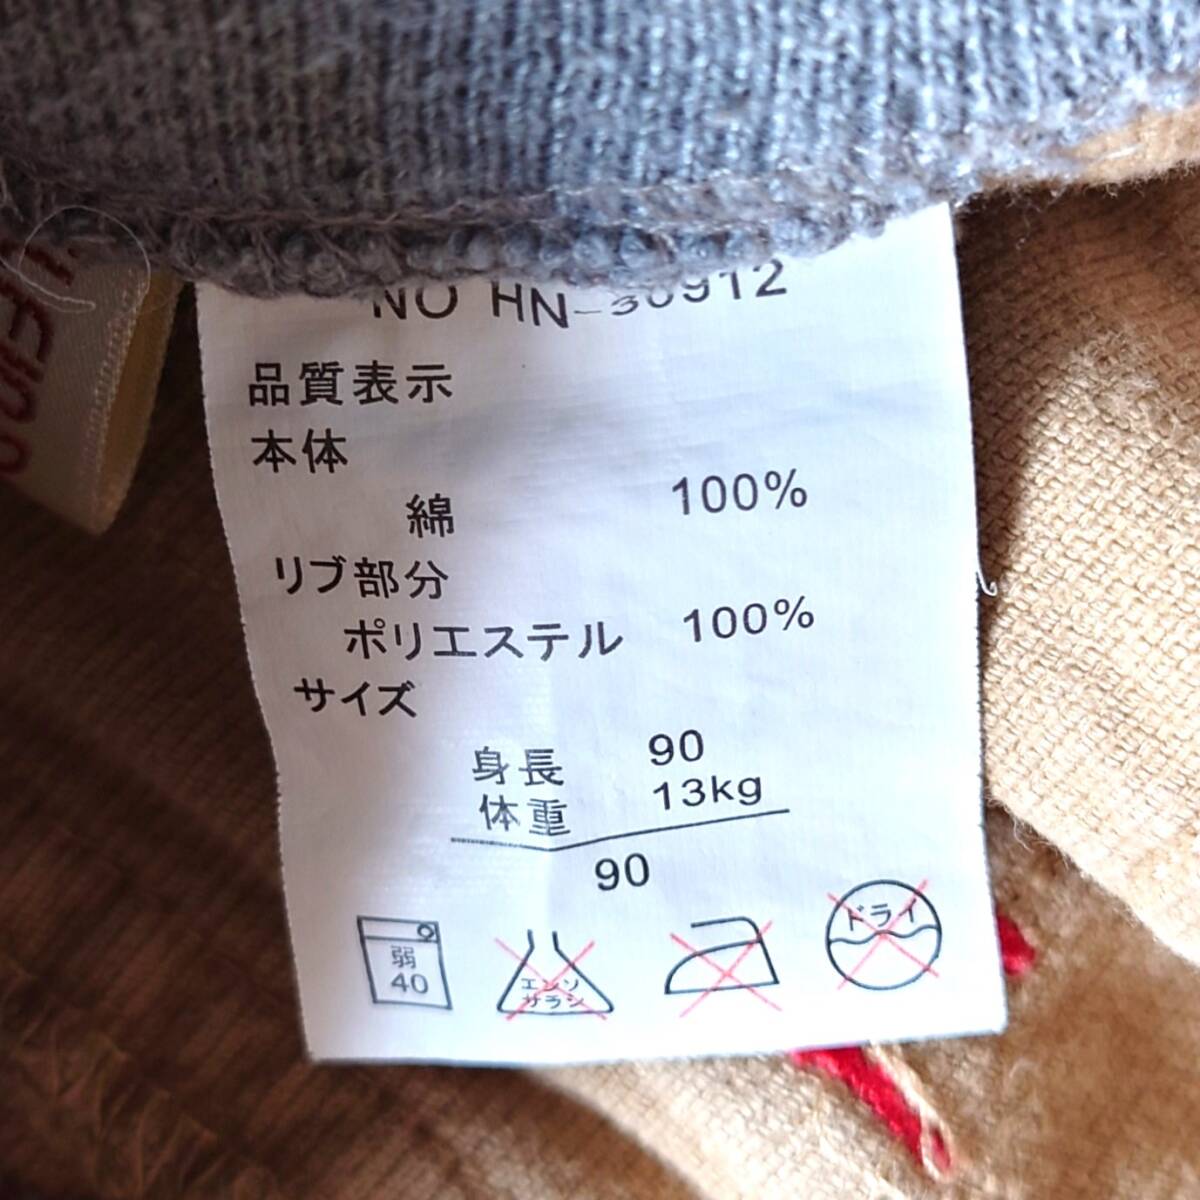 NO HN-30912
品質表示
本体
綿 100%
リブ部分
ポリエステル 100%
サイズ
身長 90
体重 13kg
90
弱
40
エンソ
サラシ
ドライ